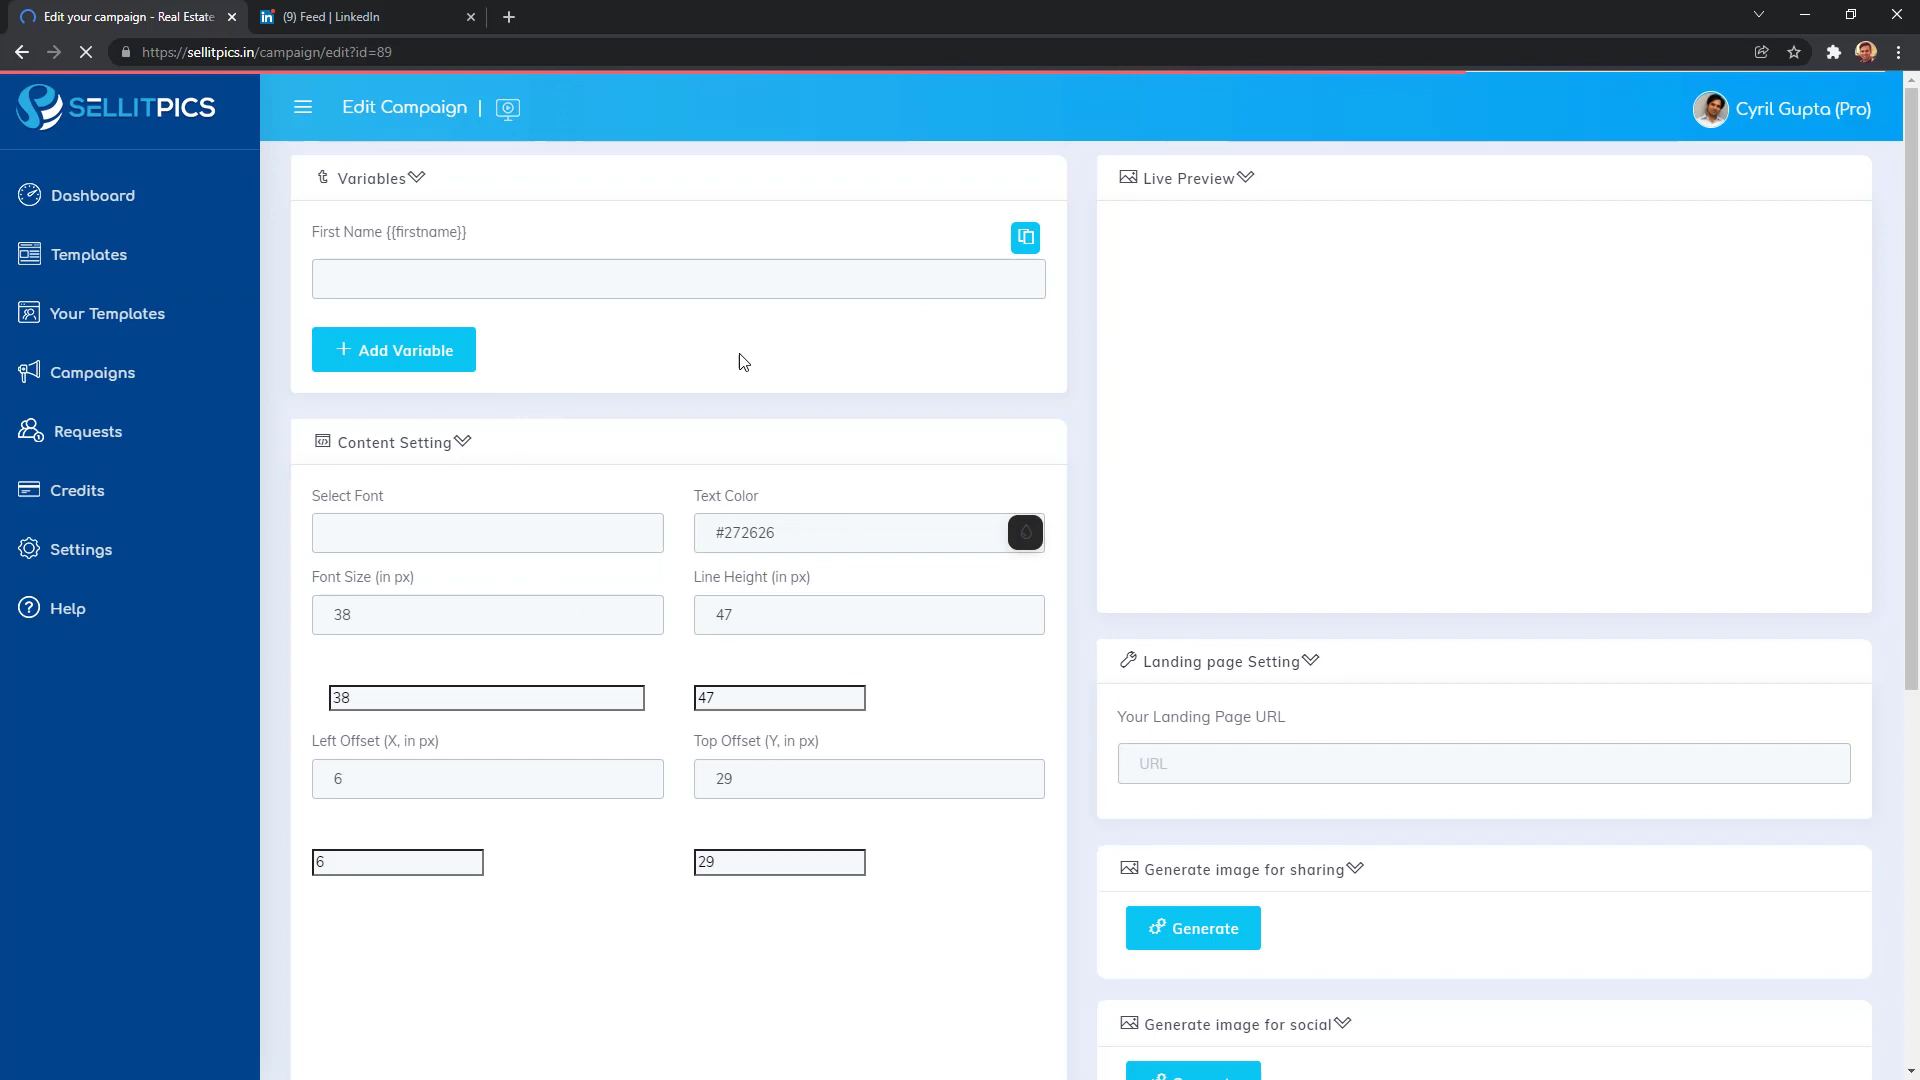 Edit your campaign - Real Estate
(9) Feed | LinkedIn
https://sellitpics.in/campaign/edit?id=89
SELLITPICS
Edit Campaign |
Cyril Gupta (Pro)
Dashboard
Templates
Your Templates
Campaigns
Requests
Credits
Settings
Help
Variables
First Name {{firstname}}
+ Add Variable
Content Setting
Select Font
Text Color
#272626
Font Size (in px)
Line Height (in px)
38
47
38
47
Left Offset (X, in px)
Top Offset (Y, in px)
6
29
6
29
Live Preview
Landing page Setting
Your Landing Page URL
URL
Generate image for sharing
Generate
Generate image for social